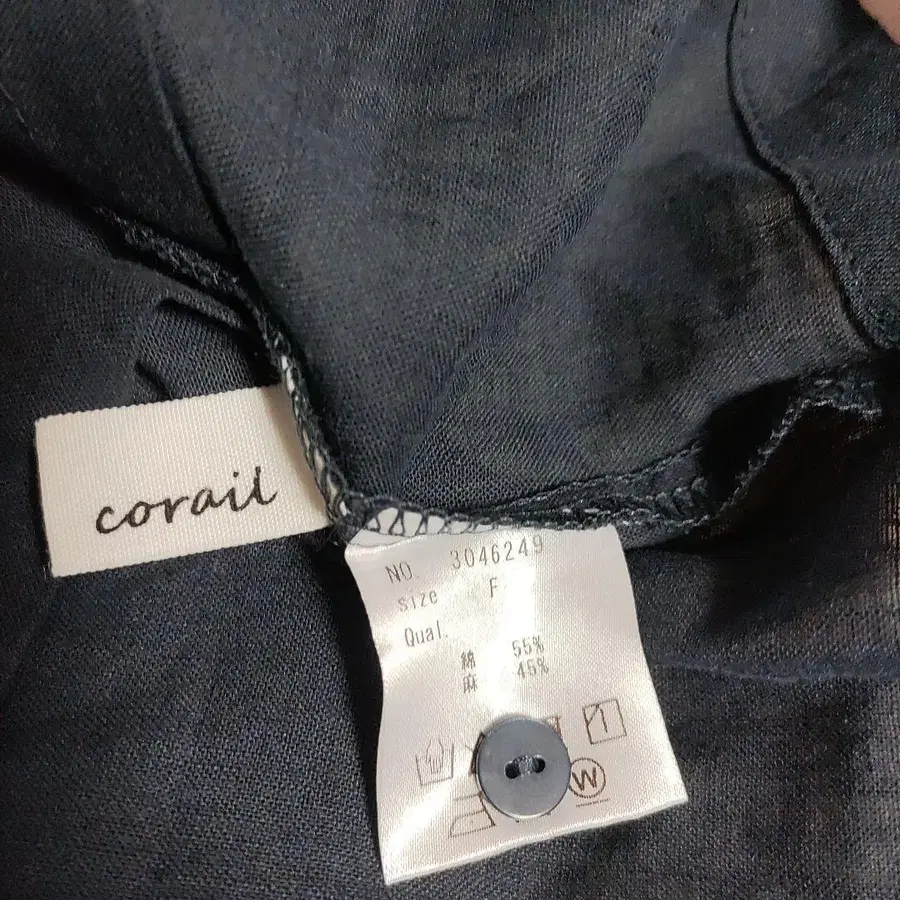 corail
NO. 3046249
size F
Qual.
綿 55%
麻 45%
W